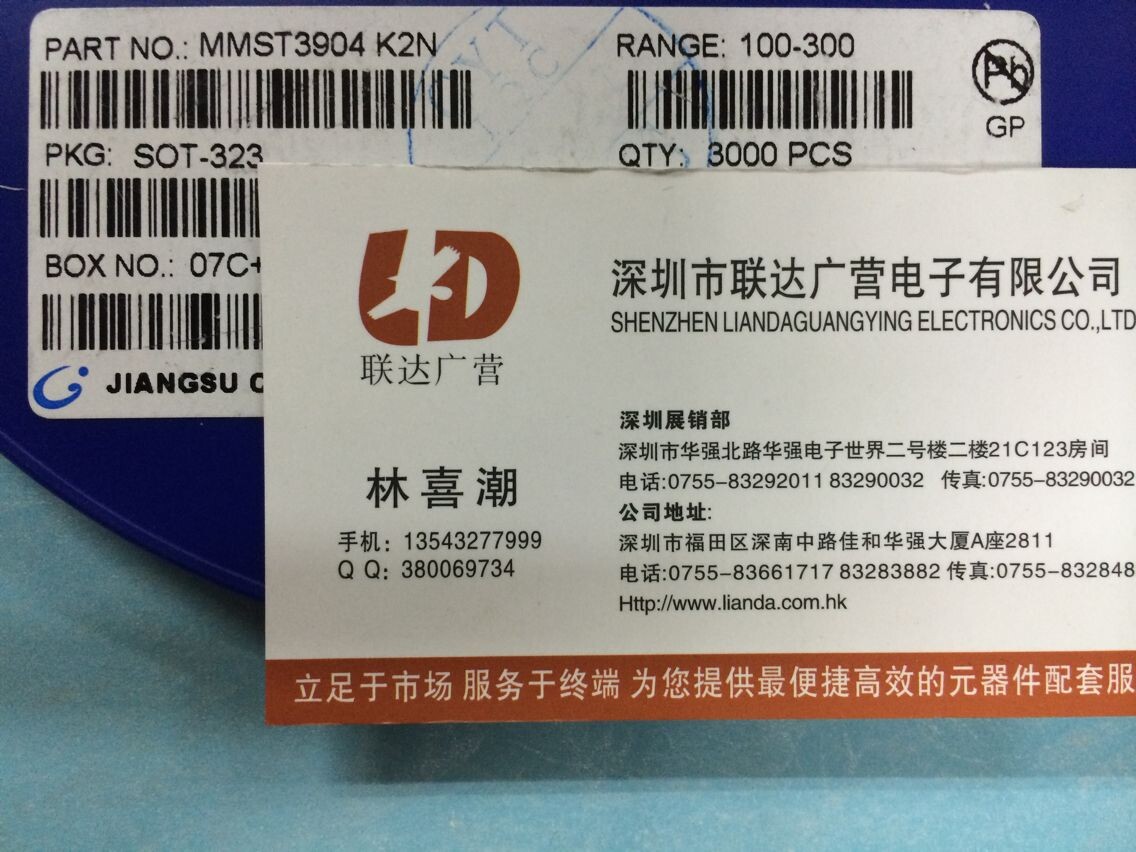 PART NO.: MMST3904 K2N
RANGE: 100-300
Pb
GP
PKG: SOT-323
QTY: 3000 PCS
BOX NO.: 07C+
JIANGSU
LD
联达广营
深圳市联达广营电子有限公司
SHENZHEN LIANDAGUANGYING ELECTRONICS CO.,LTD
林喜潮
手机: 13543277999
QQ: 380069734
深圳展销部
深圳市华强北路华强电子世界二号楼二楼21C123房间
电话:0755-83292011 83290032 传真:0755-83290032
公司地址:
深圳市福田区深南中路佳和华强大厦A座2811
电话:0755-83661717 83283882 传真:0755-832848
Http://www.lianda.com.hk
立足于市场 服务于终端 为您提供最便捷高效的元器件配套服